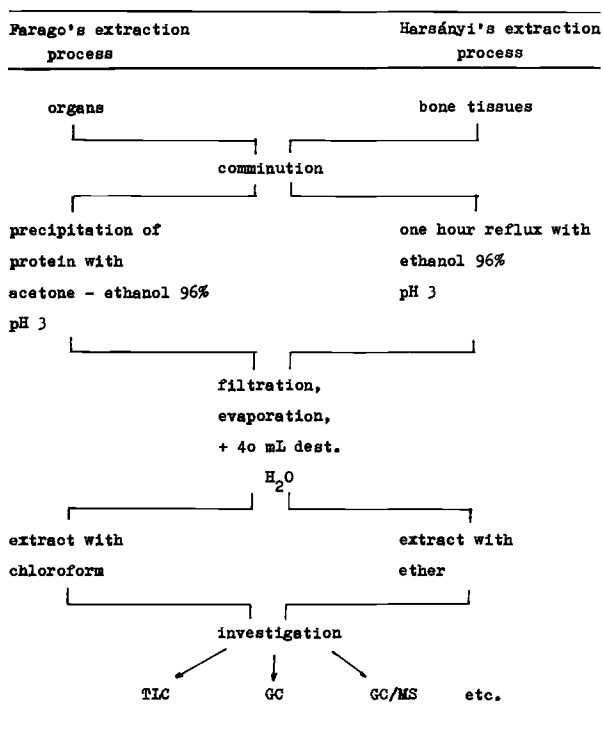 Farago's extraction process
Harsányi's extraction process
organs
bone tissues
comminution
precipitation of
protein with
acetone - ethanol 96%
pH 3
one hour reflux with
ethanol 96%
pH 3
filtration,
evaporation,
+ 4o mL dest.
H₂O
extract with
chloroform
extract with
ether
investigation
TLC GC GC/MS etc.